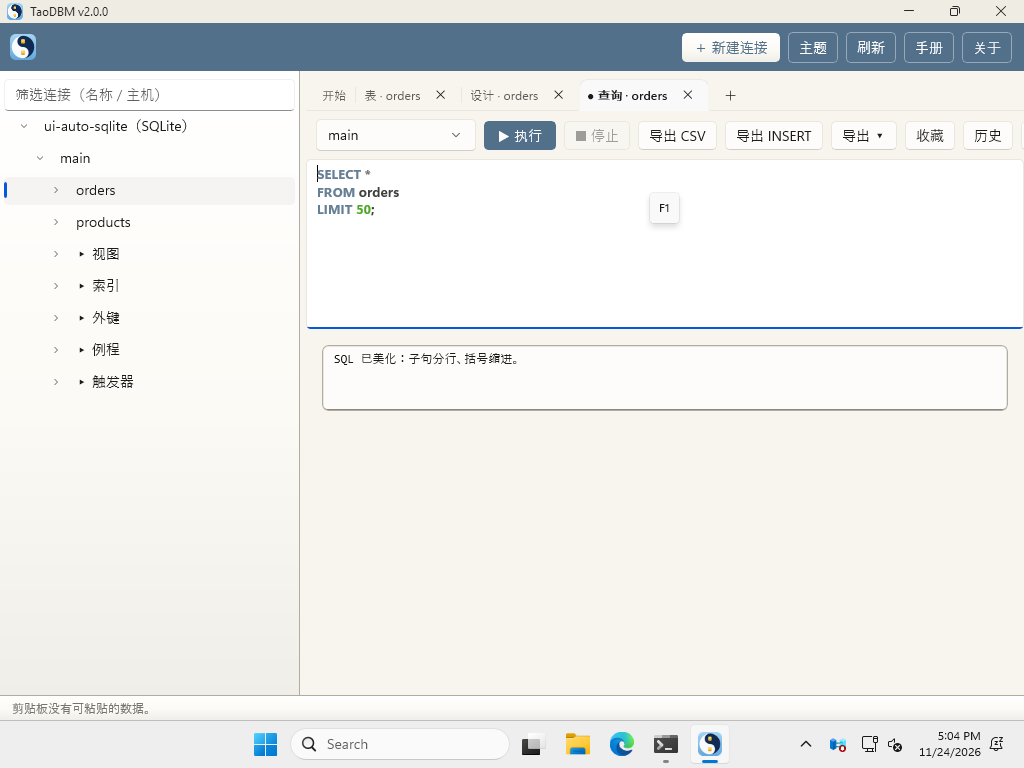 TaoDBM v2.0.0
+ 新建连接
主题
刷新
手册
关于
筛选连接（名称 / 主机）
ui-auto-sqlite（SQLite）
main
orders
products
视图
索引
外键
例程
触发器
开始
表 · orders
设计 · orders
● 查询 · orders
main
执行
停止
导出 CSV
导出 INSERT
导出
收藏
历史
SELECT *
FROM orders
LIMIT 50;
F1
SQL 已美化：子句分行、括号缩进。
剪贴板没有可粘贴的数据。
Search
5:04 PM
11/24/2026